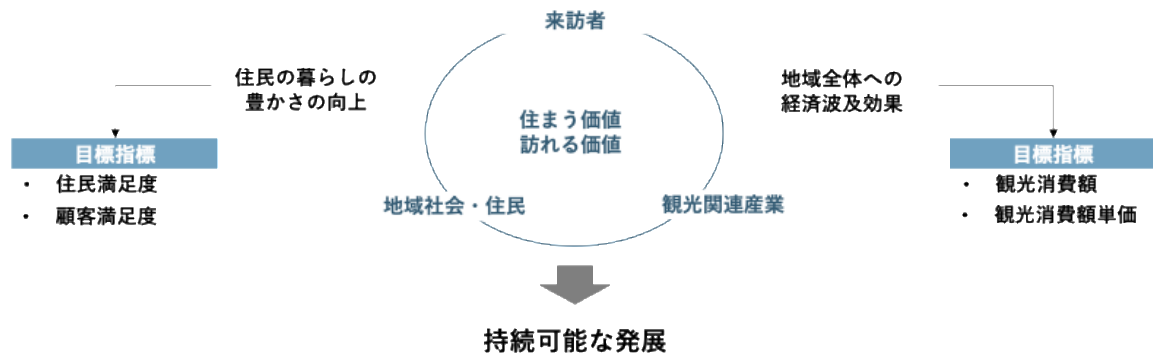 来訪者
住民の暮らしの
豊かさの向上
地域全体への
経済波及効果
住まう価値
訪れる価値
目標指標
・ 住民満足度
・ 顧客満足度
目標指標
・ 観光消費額
・ 観光消費額単価
地域社会・住民
観光関連産業
持続可能な発展